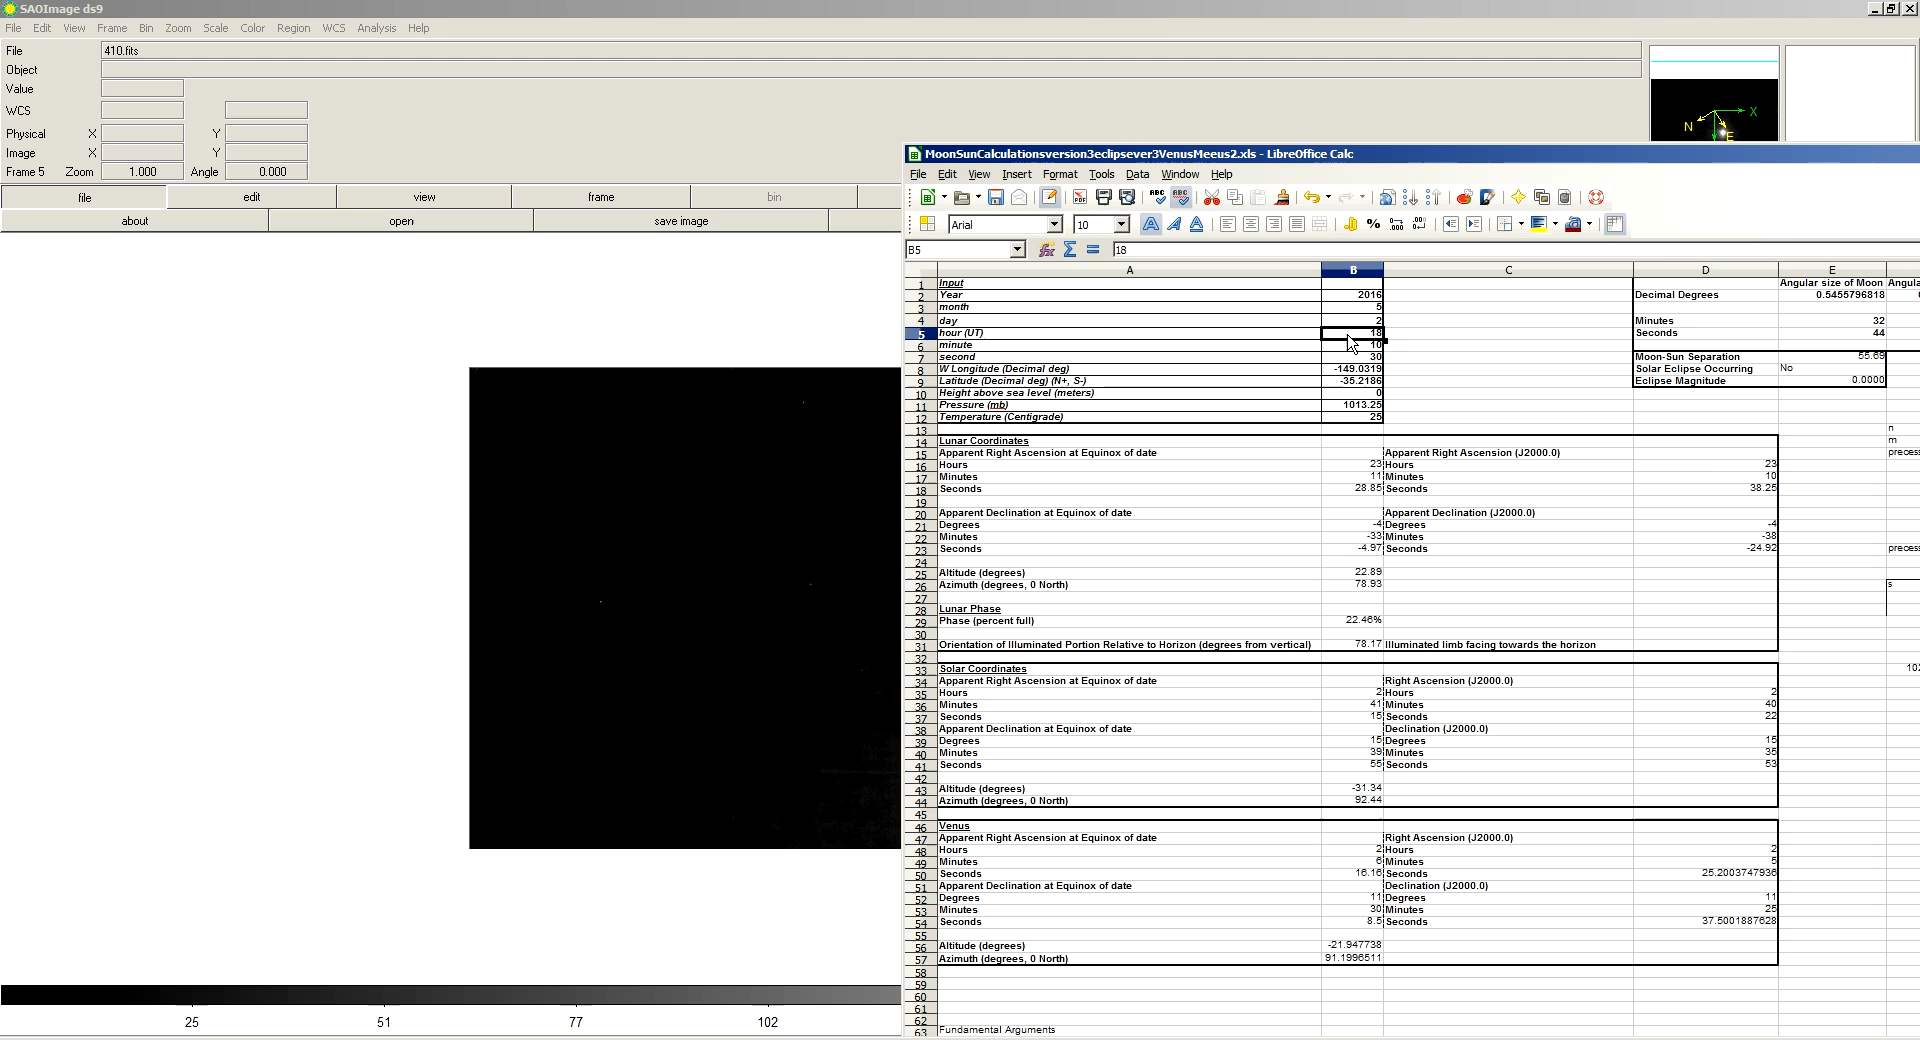 SAOImage ds9
File Edit View Frame Bin Zoom Scale Color Region WCS Analysis Help
File 410.fits
Object
Value
WCS
Physical X Y
Image X Y
Frame 5 Zoom 1.000 Angle 0.000
file edit view frame bin
about open save image
X
N
E
25 51 77 102
MoonSunCalculationsversion3eclipsever3VenusMeeus2.xls - LibreOffice Calc
File Edit View Insert Format Tools Data Window Help
Arial 10
B5 18
A B C D E
1 Input Angular size of Moon Angula
2 Year 2016 Decimal Degrees 0.5455796818
3 month 5
4 day 2 Minutes 32
5 hour (UT) 18 Seconds 44
6 minute 10
7 second 30 Moon-Sun Separation 55.69
8 W Longitude (Decimal deg) -149.0319 Solar Eclipse Occurring No
9 Latitude (Decimal deg) (N+, S-) -35.2186 Eclipse Magnitude 0.0000
10 Height above sea level (meters) 0
11 Pressure (mb) 1013.25
12 Temperature (Centigrade) 25
13 n
14 Lunar Coordinates m
15 Apparent Right Ascension at Equinox of date Apparent Right Ascension (J2000.0) precess
16 Hours 23 Hours 23
17 Minutes 11 Minutes 10
18 Seconds 28.85 Seconds 38.25
19
20 Apparent Declination at Equinox of date Apparent Declination (J2000.0)
21 Degrees -4 Degrees -4
22 Minutes -33 Minutes -38
23 Seconds -4.97 Seconds -24.92 precess
24
25 Altitude (degrees) 22.89
26 Azimuth (degrees, 0 North) 78.93 s
27
28 Lunar Phase
29 Phase (percent full) 22.46%
30
31 Orientation of Illuminated Portion Relative to Horizon (degrees from vertical) 78.17 Illuminated limb facing towards the horizon
32
33 Solar Coordinates 102
34 Apparent Right Ascension at Equinox of date Right Ascension (J2000.0)
35 Hours 2 Hours 2
36 Minutes 41 Minutes 40
37 Seconds 15 Seconds 22
38 Apparent Declination at Equinox of date Declination (J2000.0)
39 Degrees 15 Degrees 15
40 Minutes 39 Minutes 35
41 Seconds 55 Seconds 53
42
43 Altitude (degrees) -31.34
44 Azimuth (degrees, 0 North) 92.44
45
46 Venus
47 Apparent Right Ascension at Equinox of date Right Ascension (J2000.0)
48 Hours 2 Hours 2
49 Minutes 6 Minutes 5
50 Seconds 16.16 Seconds 25.2003747936
51 Apparent Declination at Equinox of date Declination (J2000.0)
52 Degrees 11 Degrees 11
53 Minutes 30 Minutes 25
54 Seconds 8.5 Seconds 37.5001887628
55
56 Altitude (degrees) -21.947738
57 Azimuth (degrees, 0 North) 91.1996511
58
59
60
61
62
63 Fundamental Arguments